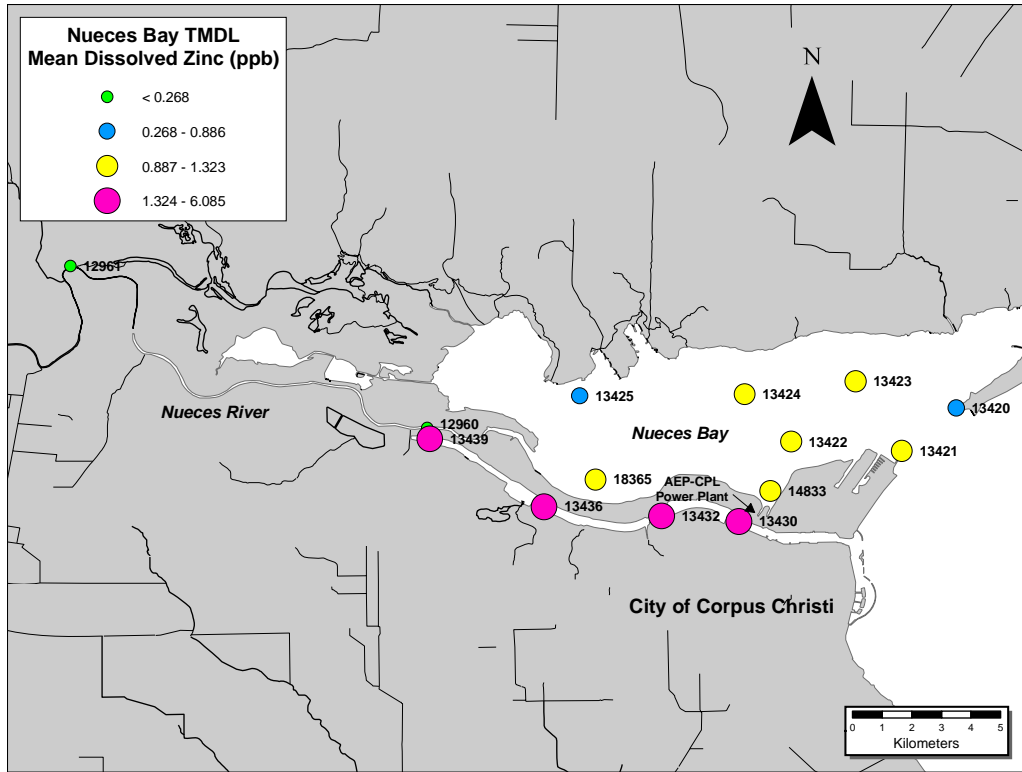 Nueces Bay TMDL
Mean Dissolved Zinc (ppb)
< 0.268
0.268 - 0.886
0.887 - 1.323
1.324 - 6.085
N
12961
Nueces River
12960
13439
13425
13424
13423
13420
Nueces Bay
13422
13421
18365
AEP-CPL
Power Plant
14833
13436
13432
13430
City of Corpus Christi
0 1 2 3 4 5
Kilometers